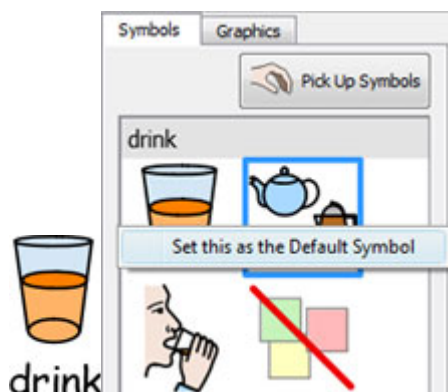 Symbols Graphics
Pick Up Symbols
drink
Set this as the Default Symbol
drink